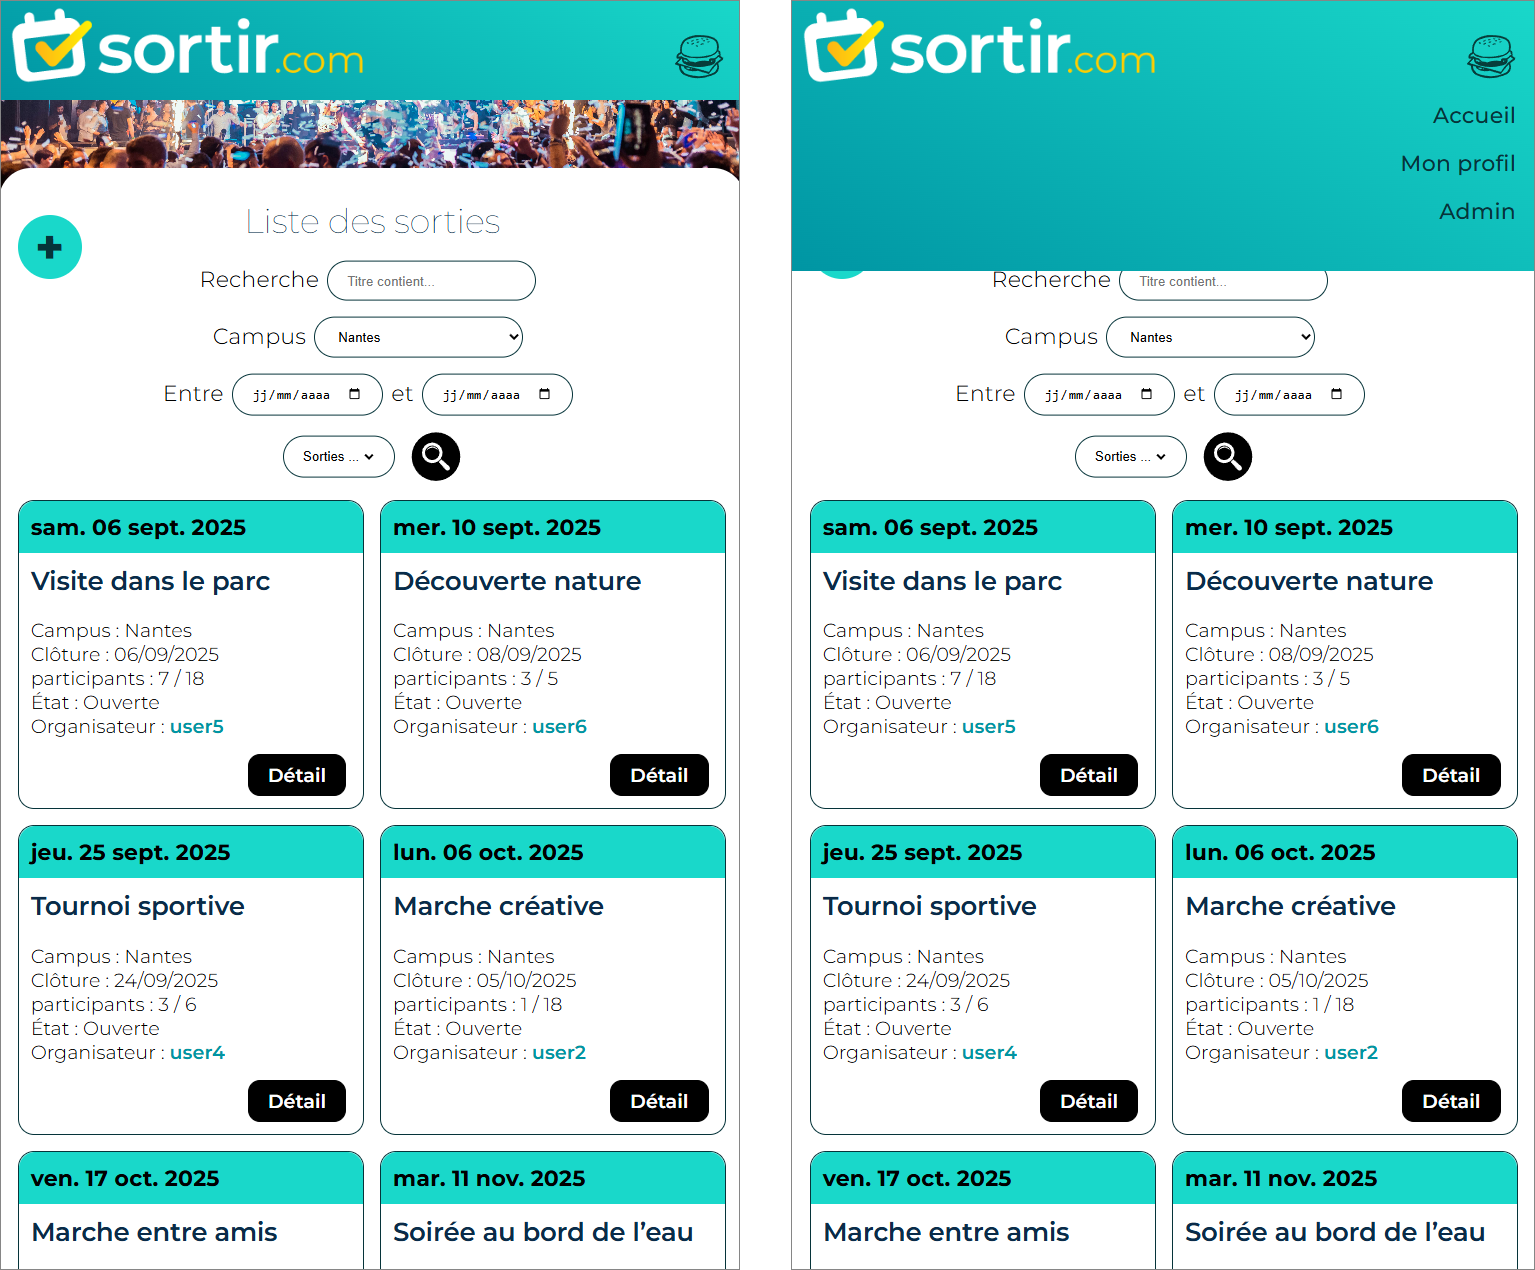 sortir.com
Liste des sorties
Recherche Titre contient...
Campus Nantes
Entre jj/mm/aaaa et jj/mm/aaaa
Sorties ...
sam. 06 sept. 2025
Visite dans le parc
Campus : Nantes
Clôture : 06/09/2025
participants : 7 / 18
État : Ouverte
Organisateur : user5
Détail
mer. 10 sept. 2025
Découverte nature
Campus : Nantes
Clôture : 08/09/2025
participants : 3 / 5
État : Ouverte
Organisateur : user6
Détail
jeu. 25 sept. 2025
Tournoi sportive
Campus : Nantes
Clôture : 24/09/2025
participants : 3 / 6
État : Ouverte
Organisateur : user4
Détail
lun. 06 oct. 2025
Marche créative
Campus : Nantes
Clôture : 05/10/2025
participants : 1 / 18
État : Ouverte
Organisateur : user2
Détail
ven. 17 oct. 2025
Marche entre amis
mar. 11 nov. 2025
Soirée au bord de l'eau
sortir.com
Accueil
Mon profil
Admin
Recherche Titre contient...
Campus Nantes
Entre jj/mm/aaaa et jj/mm/aaaa
Sorties ...
sam. 06 sept. 2025
Visite dans le parc
Campus : Nantes
Clôture : 06/09/2025
participants : 7 / 18
État : Ouverte
Organisateur : user5
Détail
mer. 10 sept. 2025
Découverte nature
Campus : Nantes
Clôture : 08/09/2025
participants : 3 / 5
État : Ouverte
Organisateur : user6
Détail
jeu. 25 sept. 2025
Tournoi sportive
Campus : Nantes
Clôture : 24/09/2025
participants : 3 / 6
État : Ouverte
Organisateur : user4
Détail
lun. 06 oct. 2025
Marche créative
Campus : Nantes
Clôture : 05/10/2025
participants : 1 / 18
État : Ouverte
Organisateur : user2
Détail
ven. 17 oct. 2025
Marche entre amis
mar. 11 nov. 2025
Soirée au bord de l'eau